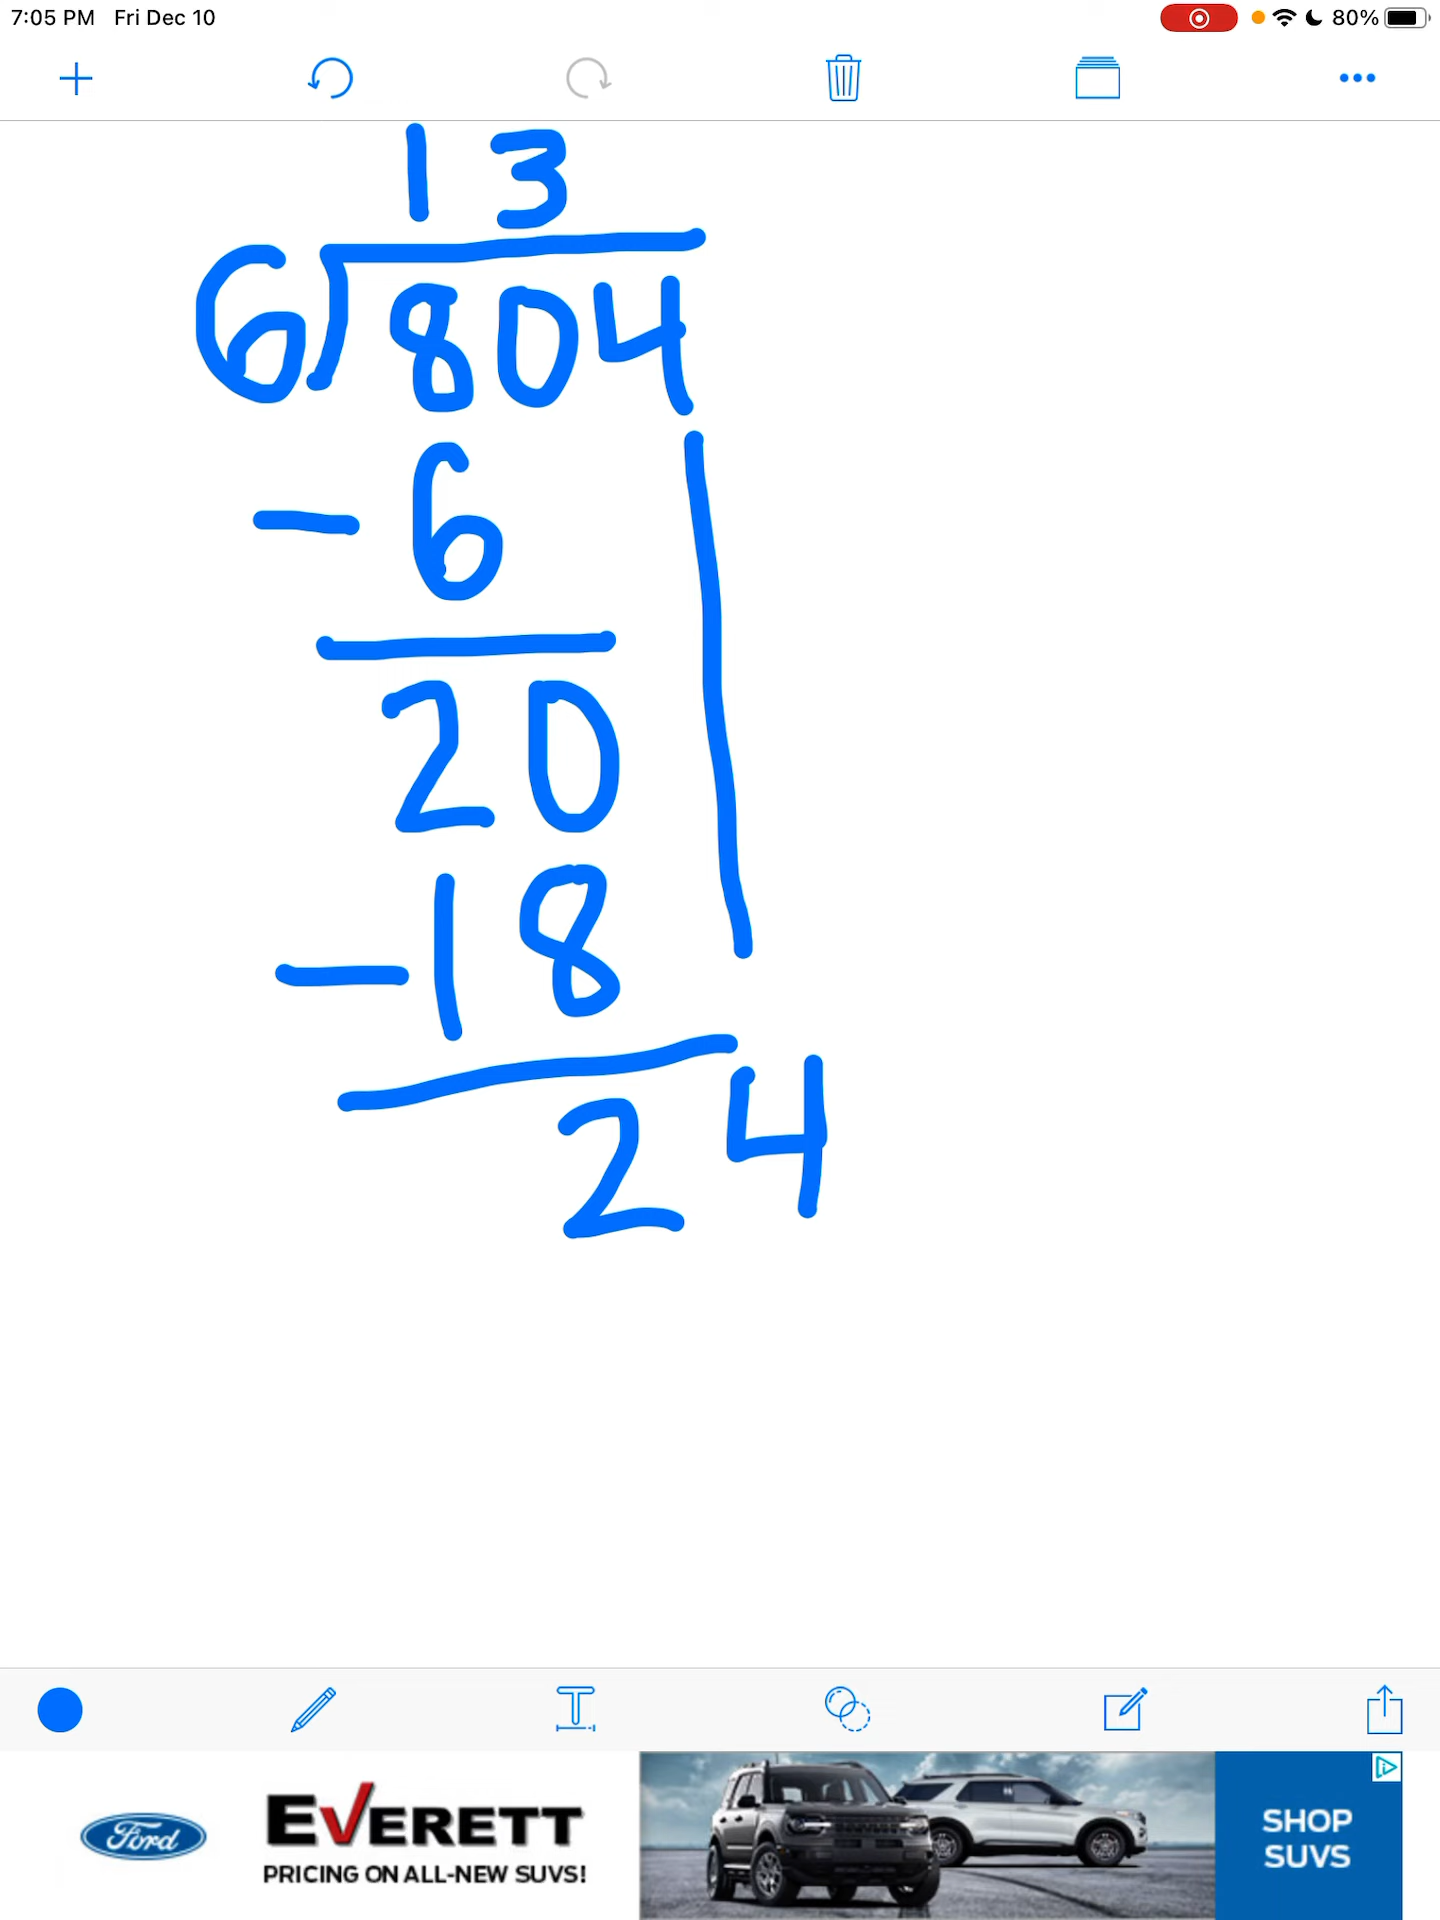 7:05 PM Fri Dec 10 80%
13
6)804
-6
20
-18
24
T
Ford
EVERETT
PRICING ON ALL-NEW SUVS!
SHOP
SUVS